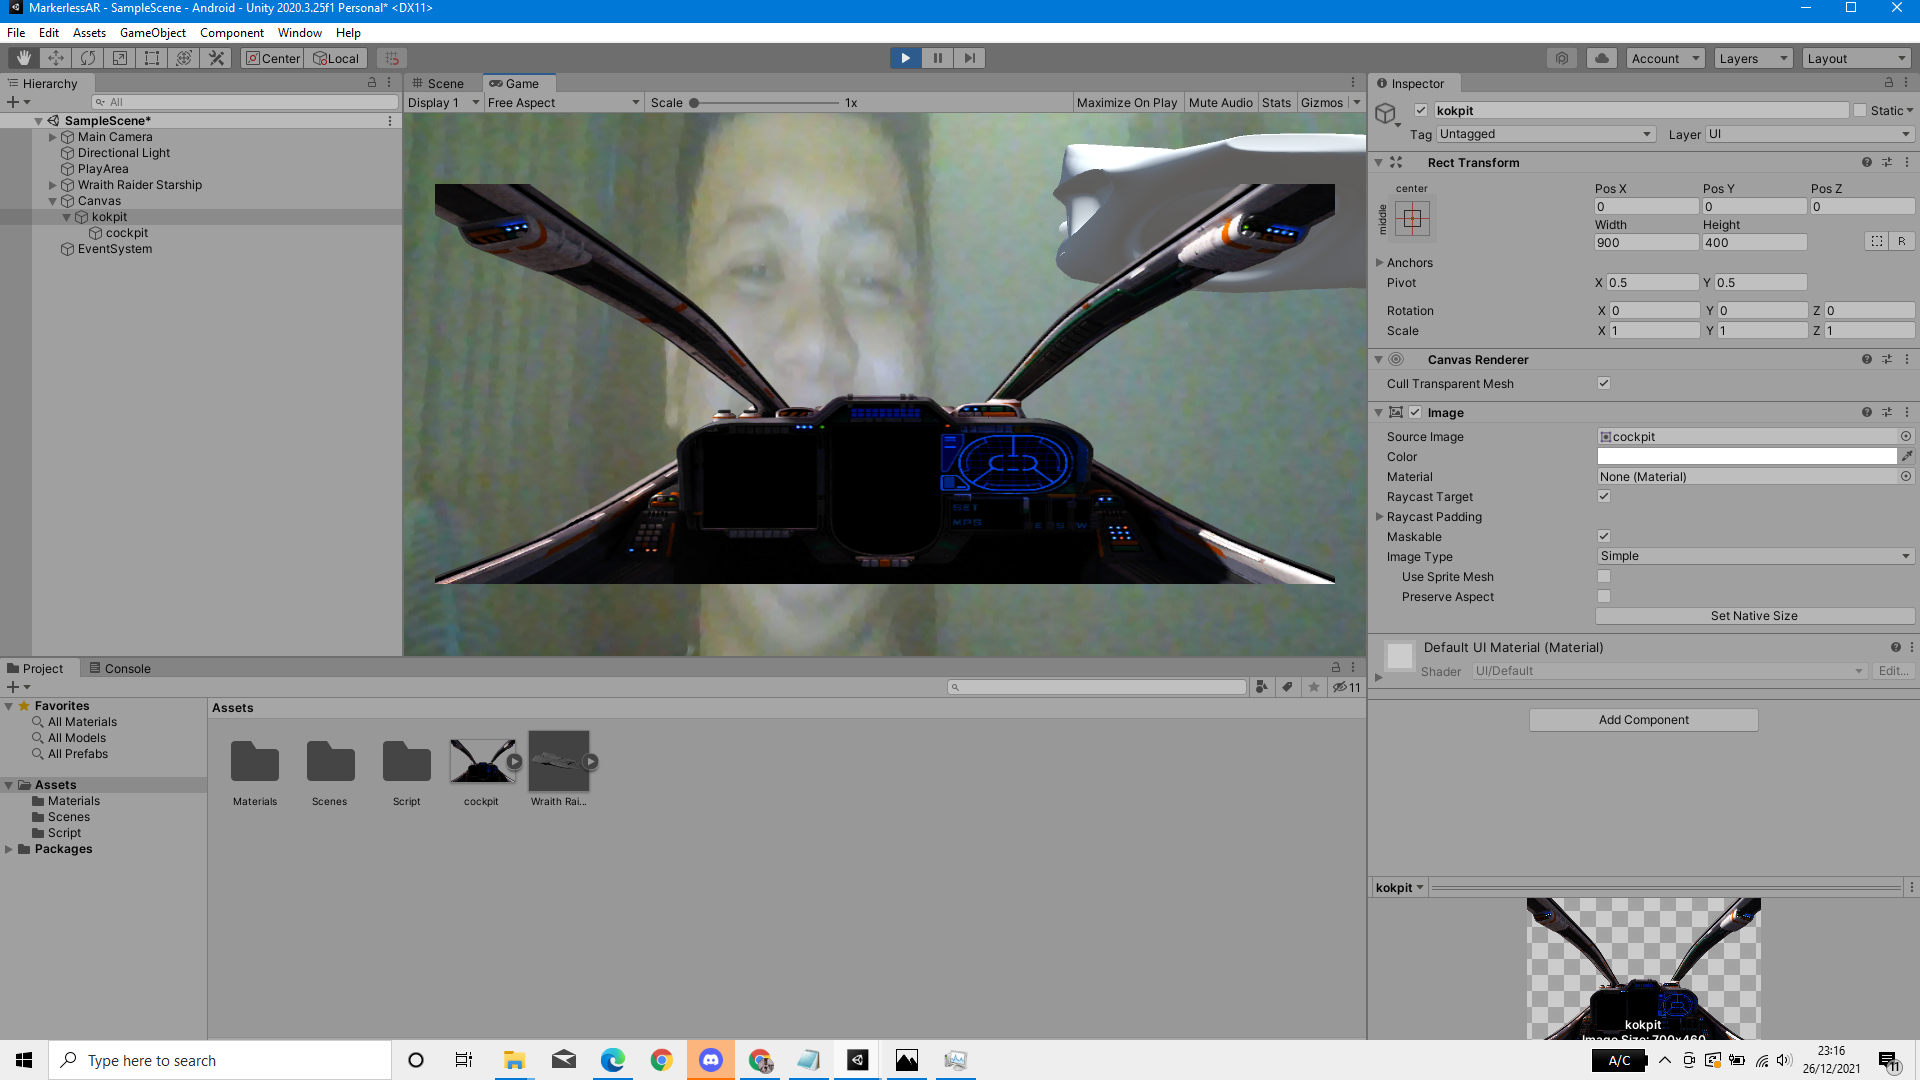 MarkerlessAR - SampleScene - Android - Unity 2020.3.25f1 Personal* <DX11>
File Edit Assets GameObject Component Window Help
Center Local Account Layers Layout
Hierarchy
All
SampleScene*
Main Camera
Directional Light
PlayArea
Wraith Raider Starship
Canvas
kokpit
cockpit
EventSystem
Scene Game
Display 1 Free Aspect Scale 1x Maximize On Play Mute Audio Stats Gizmos
SET
MPS
E S W
Inspector
kokpit Static
Tag Untagged Layer UI
Rect Transform
center
middle
Pos X Pos Y Pos Z
0 0 0
Width Height
900 400
R
Anchors
Pivot X 0.5 Y 0.5
Rotation X 0 Y 0 Z 0
Scale X 1 Y 1 Z 1
Canvas Renderer
Cull Transparent Mesh
Image
Source Image cockpit
Color
Material None (Material)
Raycast Target
Raycast Padding
Maskable
Image Type Simple
Use Sprite Mesh
Preserve Aspect
Set Native Size
Default UI Material (Material)
Shader UI/Default Edit...
Add Component
kokpit
kokpit
Image Size: 700x460
Project Console
11
Favorites
All Materials
All Models
All Prefabs
Assets
Materials
Scenes
Script
Packages
Assets
Materials Scenes Script cockpit Wraith Rai...
Type here to search
A/C
23:16
26/12/2021
11